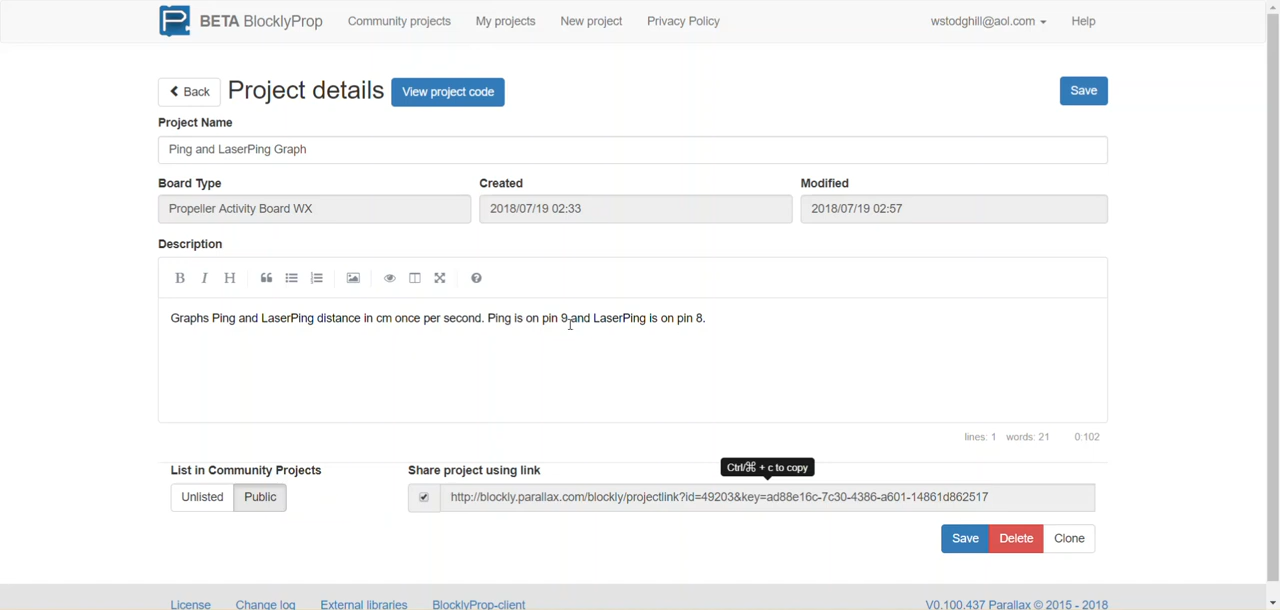 BETA BlocklyProp Community projects My projects New project Privacy Policy wstodghill@aol.com Help
Back Project details View project code Save
Project Name
Ping and LaserPing Graph
Board Type Created Modified
Propeller Activity Board WX 2018/07/19 02:33 2018/07/19 02:57
Description
B I H
Graphs Ping and LaserPing distance in cm once per second. Ping is on pin 9 and LaserPing is on pin 8.
lines: 1 words: 21 0:102
List in Community Projects Share project using link Ctrl/⌘ + c to copy
Unlisted Public http://blockly.parallax.com/blockly/projectlink?id=49203&key=ad88e16c-7c30-4386-a601-14861d862517
Save Delete Clone
License Change log External libraries BlocklyProp-client V0.100.437 Parallax © 2015 - 2018